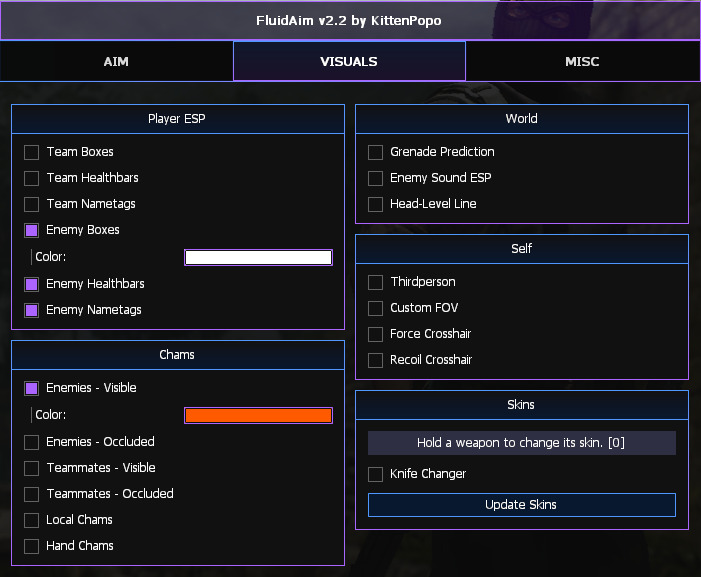 FluidAim v2.2 by KittenPopo
AIM
VISUALS
MISC
Player ESP
Team Boxes
Team Healthbars
Team Nametags
Enemy Boxes
Color:
Enemy Healthbars
Enemy Nametags
Chams
Enemies - Visible
Color:
Enemies - Occluded
Teammates - Visible
Teammates - Occluded
Local Chams
Hand Chams
World
Grenade Prediction
Enemy Sound ESP
Head-Level Line
Self
Thirdperson
Custom FOV
Force Crosshair
Recoil Crosshair
Skins
Hold a weapon to change its skin. [0]
Knife Changer
Update Skins